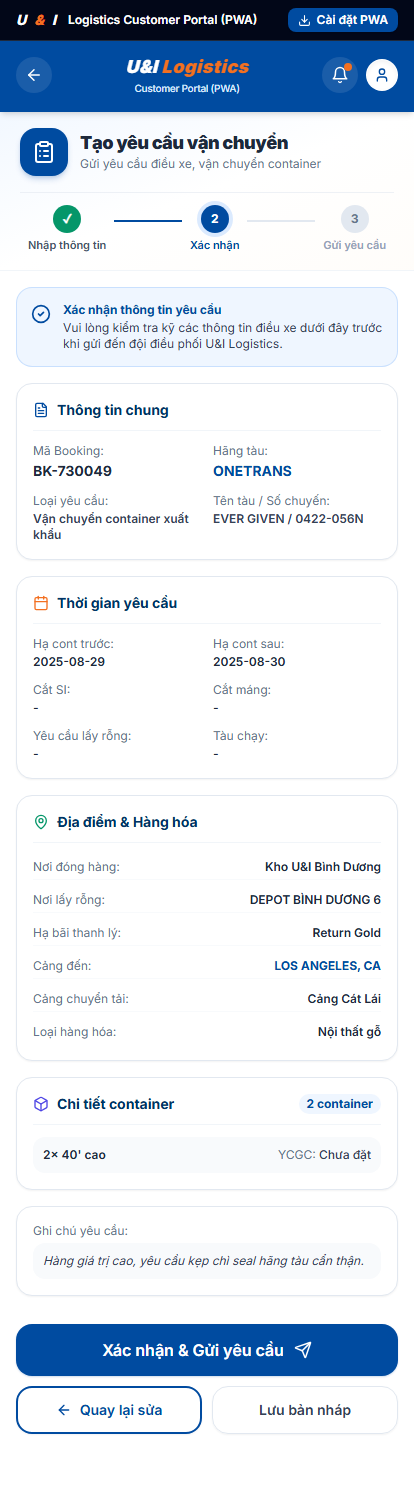 U & I Logistics Customer Portal (PWA) Cài đặt PWA
U&I Logistics
Customer Portal (PWA)
Tạo yêu cầu vận chuyển
Gửi yêu cầu điều xe, vận chuyển container
✓ 2 3
Nhập thông tin Xác nhận Gửi yêu cầu
Xác nhận thông tin yêu cầu
Vui lòng kiểm tra kỹ các thông tin điều xe dưới đây trước
khi gửi đến đội điều phối U&I Logistics.
Thông tin chung
Mã Booking: Hãng tàu:
BK-730049 ONETRANS
Loại yêu cầu: Tên tàu / Số chuyến:
Vận chuyển container xuất EVER GIVEN / 0422-056N
khẩu
Thời gian yêu cầu
Hạ cont trước: Hạ cont sau:
2025-08-29 2025-08-30
Cắt SI: Cắt máng:
- -
Yêu cầu lấy rỗng: Tàu chạy:
- -
Địa điểm & Hàng hóa
Nơi đóng hàng: Kho U&I Bình Dương
Nơi lấy rỗng: DEPOT BÌNH DƯƠNG 6
Hạ bãi thanh lý: Return Gold
Cảng đến: LOS ANGELES, CA
Cảng chuyển tải: Cảng Cát Lái
Loại hàng hóa: Nội thất gỗ
Chi tiết container 2 container
2× 40' cao YCGC: Chưa đặt
Ghi chú yêu cầu:
Hàng giá trị cao, yêu cầu kẹp chì seal hãng tàu cẩn thận.
Xác nhận & Gửi yêu cầu
Quay lại sửa Lưu bản nháp